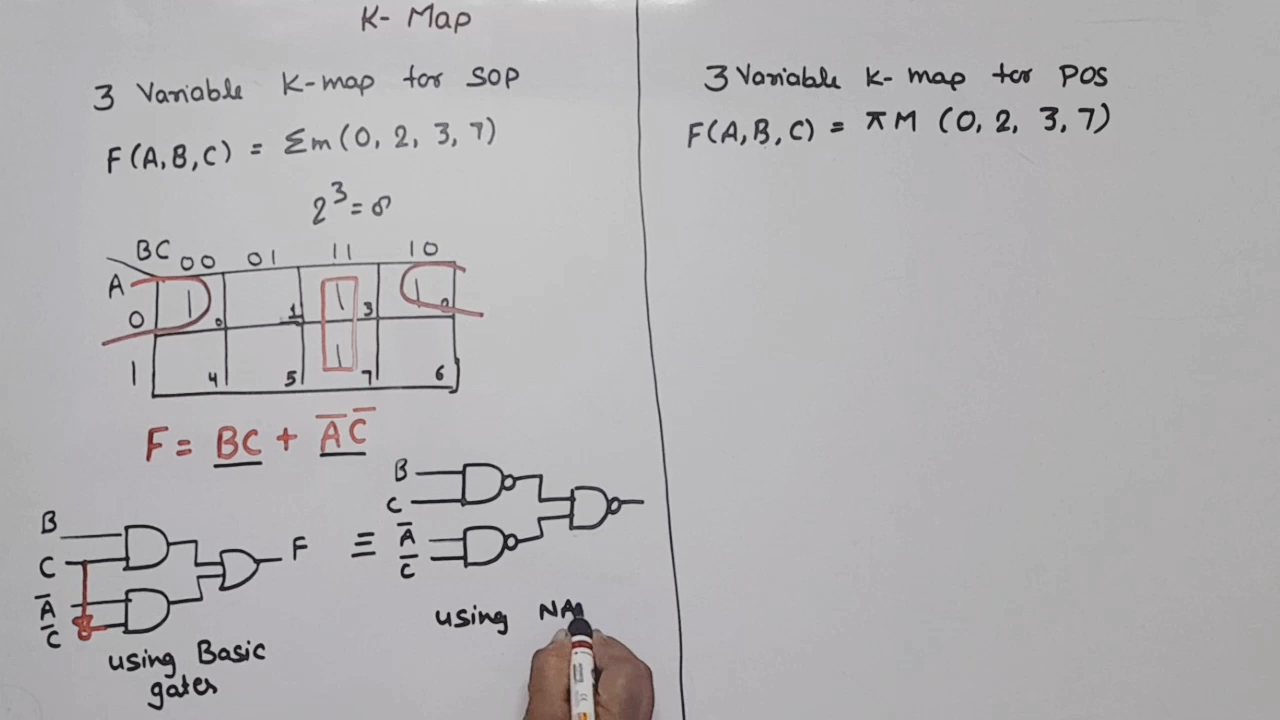 K- Map
3 Variable K-map for SOP
F(A,B,C) = Σm(0, 2, 3, 7)
2³=8
BC 00 01 11 10
A
0 1 0 1 1 3 1 2
1 4 5 1 7 6
F = BC + A̅ C̅
B
C
A̅
C̅
F
using Basic
gates
≡
B
C
A̅
C̅
using NA
3 Variable K- map for POS
F(A,B,C) = πM (0, 2, 3, 7)